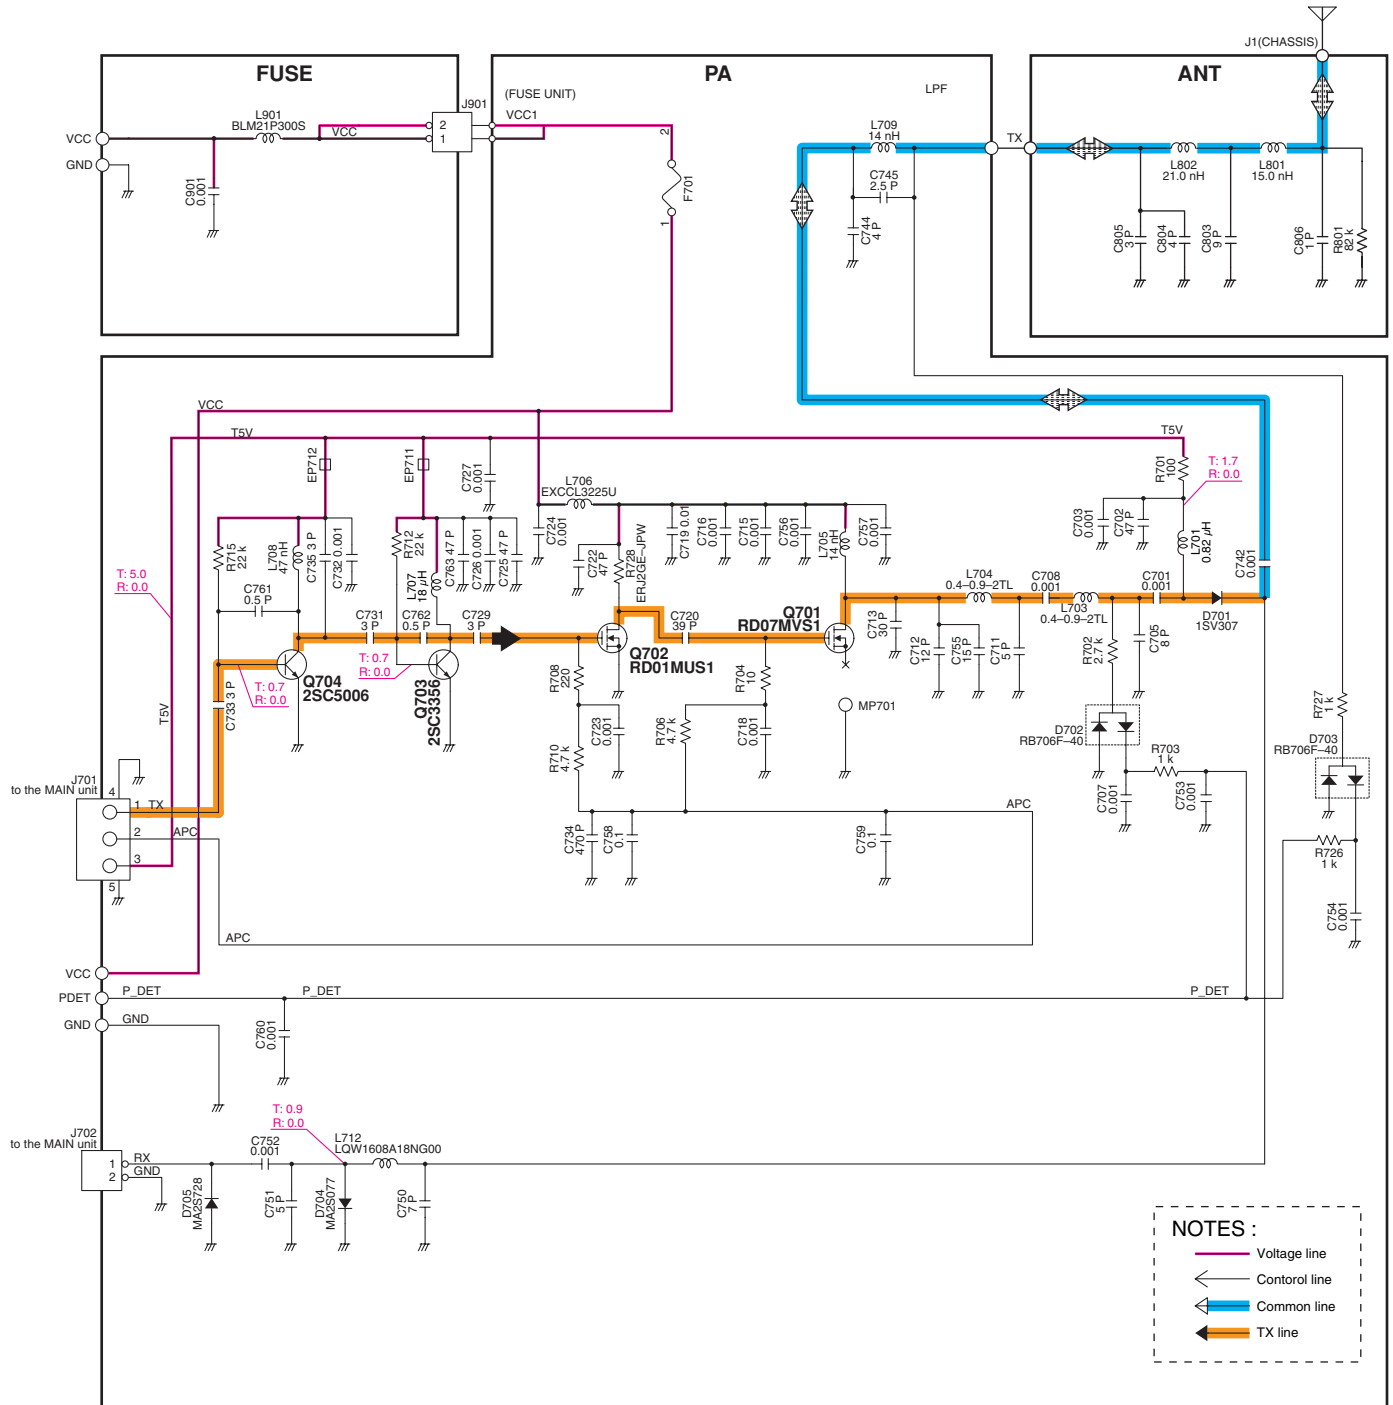 J1(CHASSIS)
FUSE
PA
ANT
(FUSE UNIT)
LPF
J901
VCC1
L901
BLM21P300S
VCC
VCC
2
1
GND
C901
0.001
2
F701
1
L709
14 nH
C745
2.5 P
C744
4 P
TX
L802
21.0 nH
L801
15.0 nH
C805
3 P
C804
4 P
C803
9 P
C806
1 P
R801
82 k
VCC
T5V
T5V
EP712
EP711
C727
0.001
L706
EXCCL3225U
R701
100
T: 1.7
R: 0.0
R715
22 k
L708
47 nH
C735 3 P
C732 0.001
R712
22 k
L707
18 µH
C763 47 P
C726 0.001
C725 47 P
C724
0.001
C722
47 P
R728
ERJ2GE–JPW
C719 0.01
C716
0.001
C715
0.001
C756
0.001
L705
14 nH
C757
0.001
C703
0.001
C702
47 P
L701
0.82 µH
C742
0.001
T: 5.0
R: 0.0
C761
0.5 P
C731
3 P
C762
0.5 P
C729
3 P
Q702
RD01MUS1
C720
39 P
Q701
RD07MVS1
L704
0.4–0.9–2TL
C708
0.001
L703
0.4–0.9–2TL
C701
0.001
D701
1SV307
C713
30 P
C712
12 P
C755
15 P
C711
5 P
R702
2.7 k
C705
8 P
T5V
C733 3 P
T: 0.7
R: 0.0
Q704
2SC5006
T: 0.7
R: 0.0
Q703
2SC3356
R708
220
R704
10
MP701
R710
4.7 k
C723
0.001
R706
4.7 k
C718
0.001
D702
RB706F–40
R703
1 k
C707
0.001
C753
0.001
R727
1 k
D703
RB706F–40
J701
to the MAIN unit
4
1
TX
2
APC
3
5
APC
C734
470 P
C758
0.1
C759
0.1
R726
1 k
C754
0.001
APC
VCC
PDET
P_DET
P_DET
P_DET
GND
GND
C760
0.001
J702
to the MAIN unit
1
RX
2
GND
T: 0.9
R: 0.0
C752
0.001
L712
LQW1608A18NG00
D705
MA2S728
C751
5 P
D704
MA2S077
C750
7 P
NOTES :
Voltage line
Contorol line
Common line
TX line